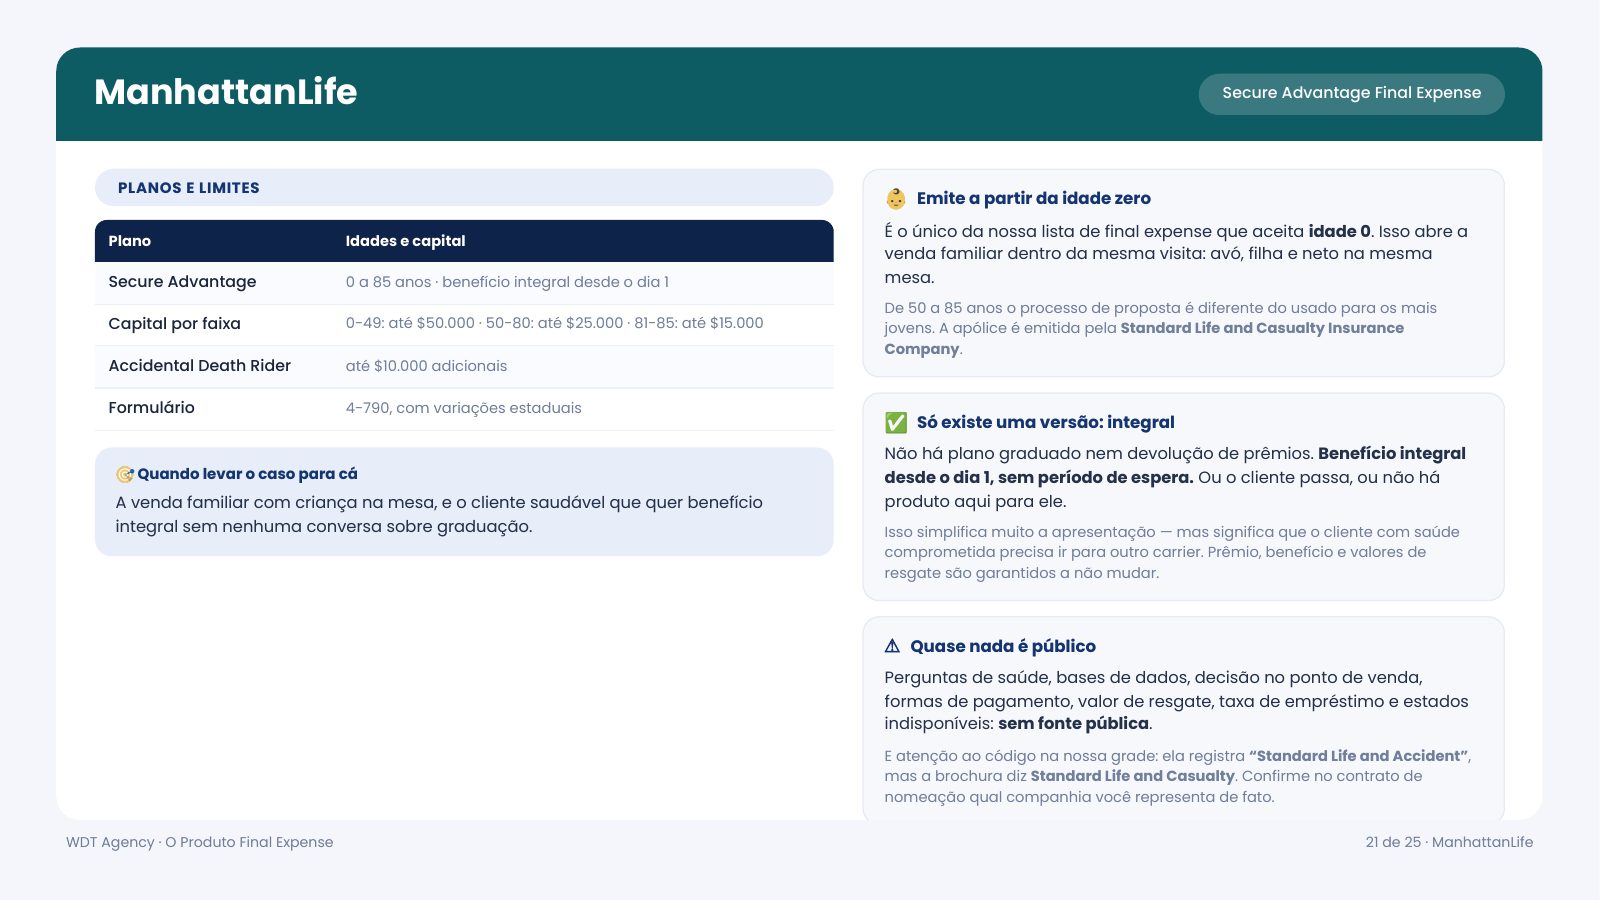 ManhattanLife
Secure Advantage Final Expense
PLANOS E LIMITES
Plano Idades e capital
Secure Advantage 0 a 85 anos · benefício integral desde o dia 1
Capital por faixa 0-49: até $50.000 · 50-80: até $25.000 · 81-85: até $15.000
Accidental Death Rider até $10.000 adicionais
Formulário 4-790, com variações estaduais
🎯 Quando levar o caso para cá
A venda familiar com criança na mesa, e o cliente saudável que quer benefício
integral sem nenhuma conversa sobre graduação.
👶 Emite a partir da idade zero
É o único da nossa lista de final expense que aceita idade 0. Isso abre a
venda familiar dentro da mesma visita: avó, filha e neto na mesma
mesa.
De 50 a 85 anos o processo de proposta é diferente do usado para os mais
jovens. A apólice é emitida pela Standard Life and Casualty Insurance
Company.
✅ Só existe uma versão: integral
Não há plano graduado nem devolução de prêmios. Benefício integral
desde o dia 1, sem período de espera. Ou o cliente passa, ou não há
produto aqui para ele.
Isso simplifica muito a apresentação — mas significa que o cliente com saúde
comprometida precisa ir para outro carrier. Prêmio, benefício e valores de
resgate são garantidos a não mudar.
⚠ Quase nada é público
Perguntas de saúde, bases de dados, decisão no ponto de venda,
formas de pagamento, valor de resgate, taxa de empréstimo e estados
indisponíveis: sem fonte pública.
E atenção ao código na nossa grade: ela registra “Standard Life and Accident”,
mas a brochura diz Standard Life and Casualty. Confirme no contrato de
nomeação qual companhia você representa de fato.
WDT Agency · O Produto Final Expense
21 de 25 · ManhattanLife